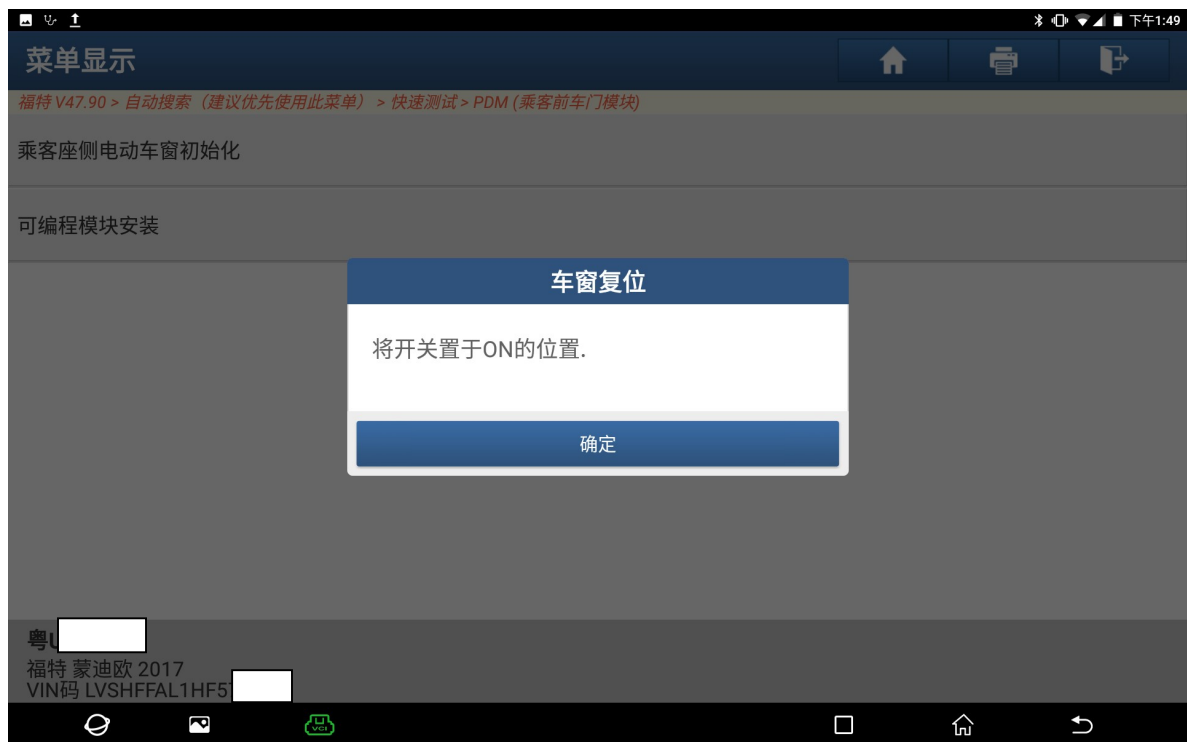 下午1:49
菜单显示
福特 V47.90 > 自动搜索（建议优先使用此菜单） > 快速测试 > PDM (乘客前车门模块)
乘客座侧电动车窗初始化
可编程模块安装
车窗复位
将开关置于ON的位置.
确定
粤
福特 蒙迪欧 2017
VIN码 LVSHFFAL1HF5
VCI